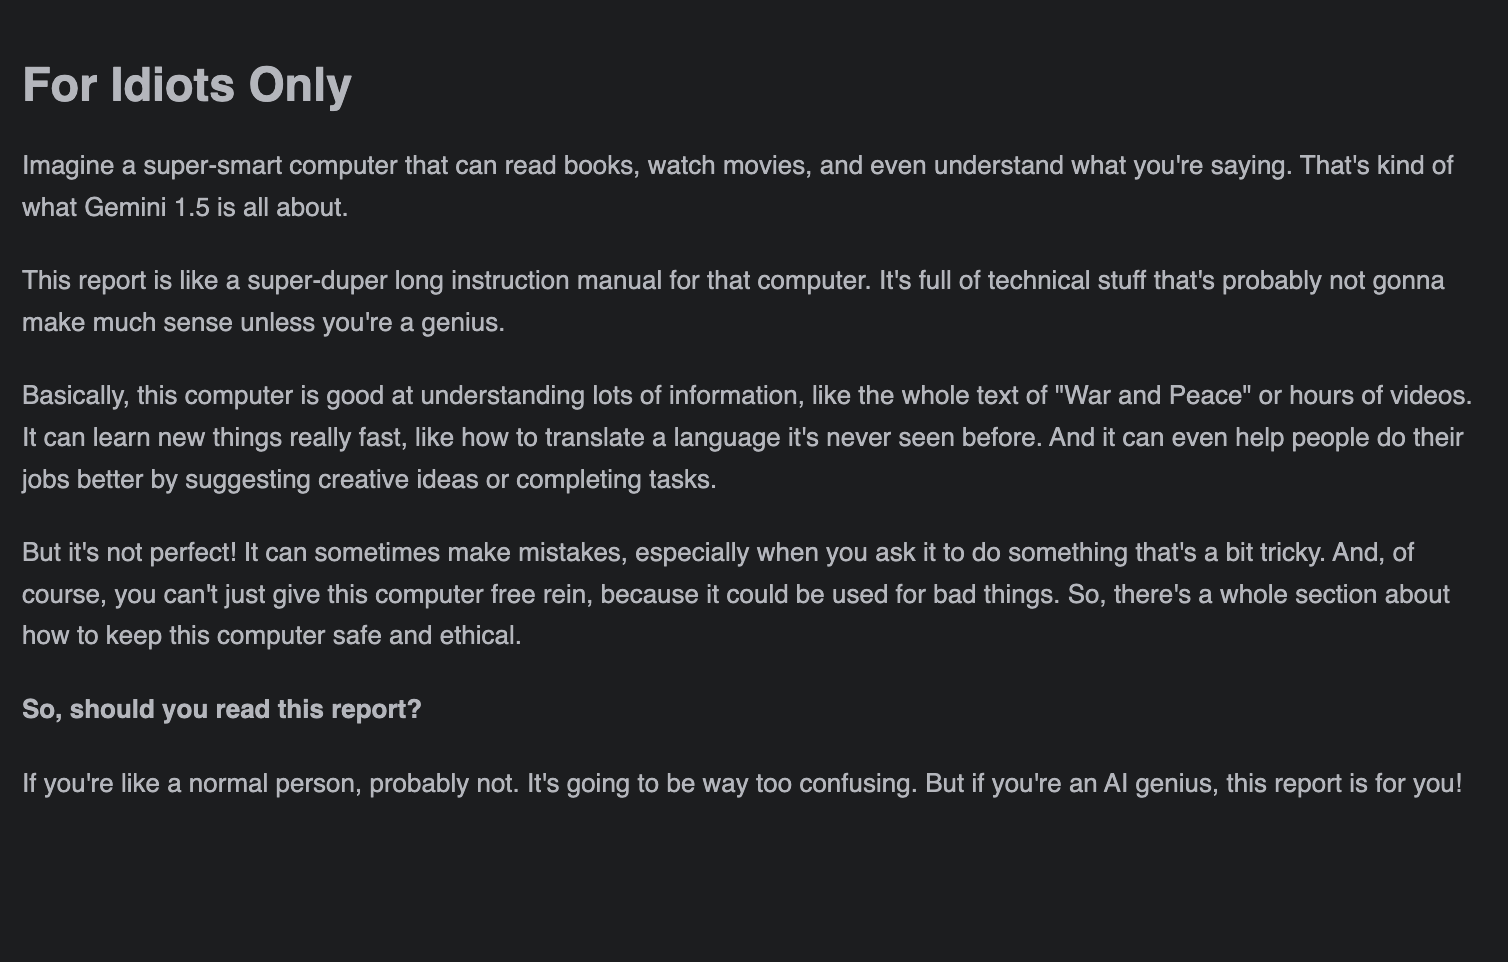 For Idiots Only
Imagine a super-smart computer that can read books, watch movies, and even understand what you're saying. That's kind of
what Gemini 1.5 is all about.
This report is like a super-duper long instruction manual for that computer. It's full of technical stuff that's probably not gonna
make much sense unless you're a genius.
Basically, this computer is good at understanding lots of information, like the whole text of "War and Peace" or hours of videos.
It can learn new things really fast, like how to translate a language it's never seen before. And it can even help people do their
jobs better by suggesting creative ideas or completing tasks.
But it's not perfect! It can sometimes make mistakes, especially when you ask it to do something that's a bit tricky. And, of
course, you can't just give this computer free rein, because it could be used for bad things. So, there's a whole section about
how to keep this computer safe and ethical.
So, should you read this report?
If you're like a normal person, probably not. It's going to be way too confusing. But if you're an AI genius, this report is for you!